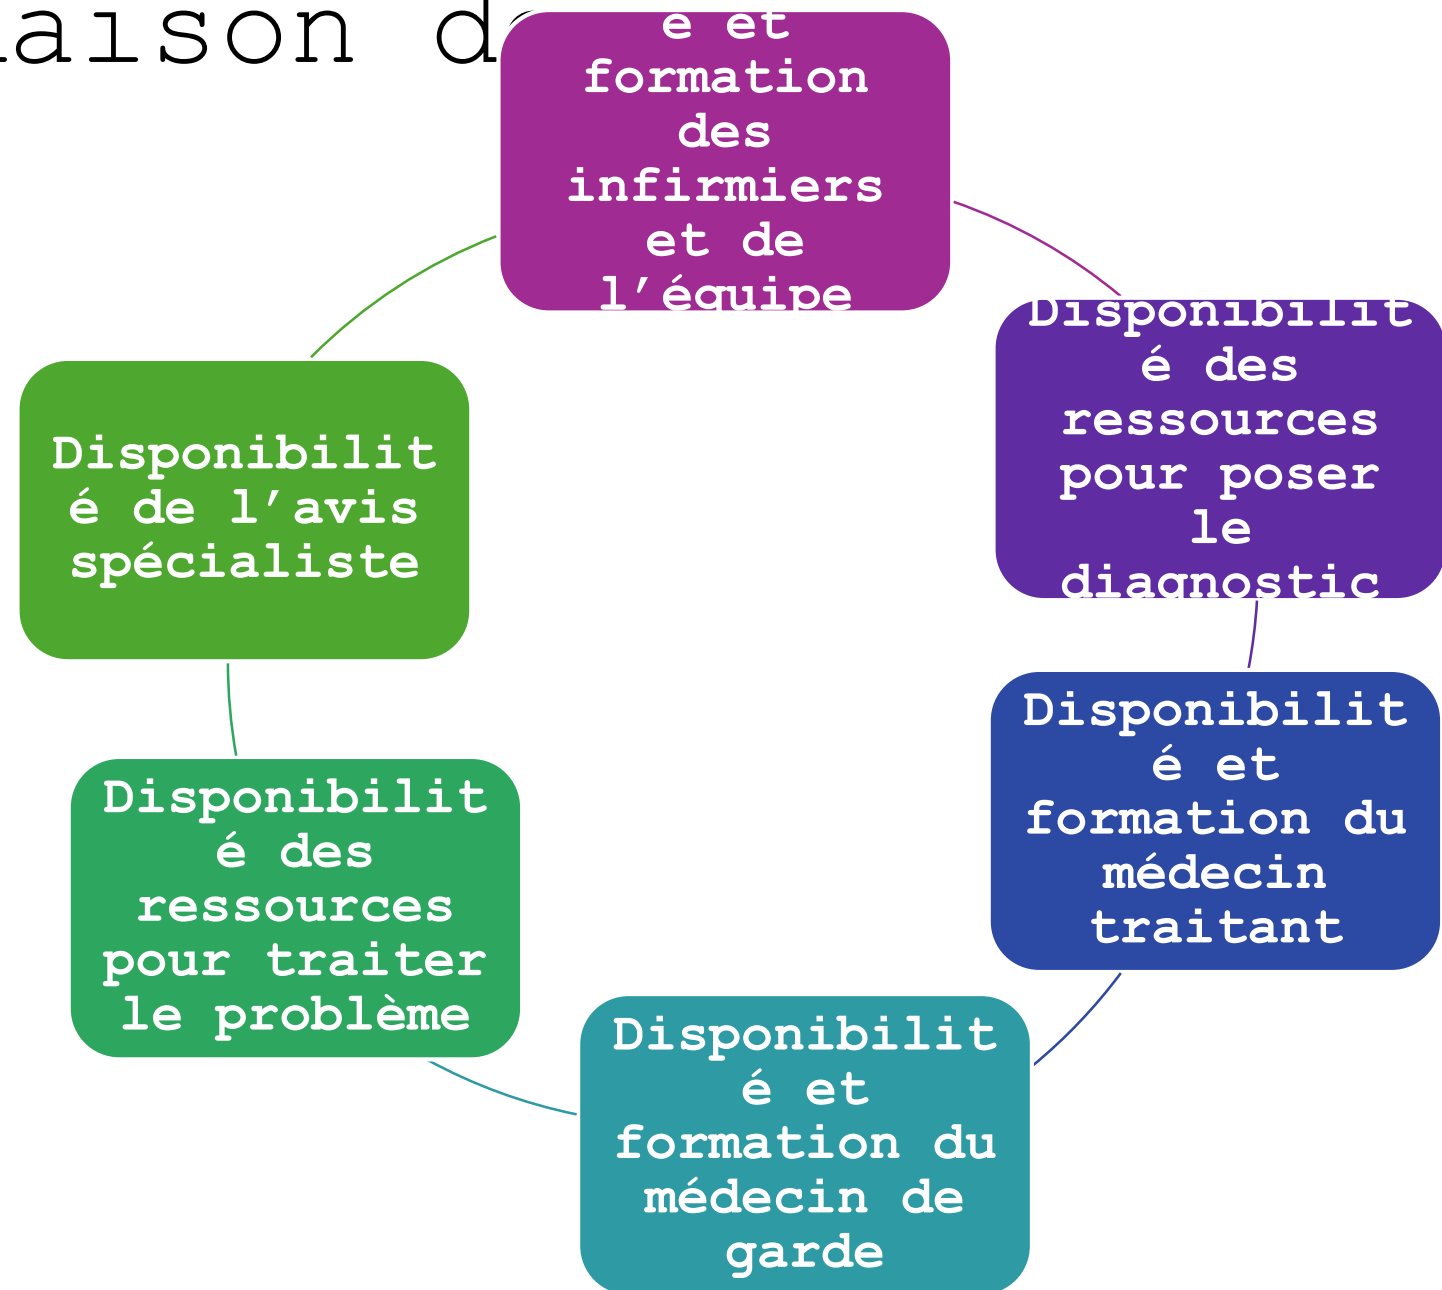 aison d
é et
formation
des
infirmiers
et de
l’équipe
Disponibilit
é des
ressources
pour poser
le
diagnostic
Disponibilit
é et
formation du
médecin
traitant
Disponibilit
é et
formation du
médecin de
garde
Disponibilit
é des
ressources
pour traiter
le problème
Disponibilit
é de l’avis
spécialiste